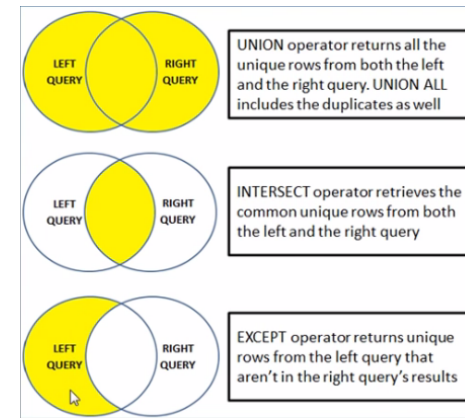 LEFT
QUERY
RIGHT
QUERY
UNION operator returns all the
unique rows from both the left
and the right query. UNION ALL
includes the duplicates as well
LEFT
QUERY
RIGHT
QUERY
INTERSECT operator retrieves the
common unique rows from both
the left and the right query
LEFT
QUERY
RIGHT
QUERY
EXCEPT operator returns unique
rows from the left query that
aren't in the right query's results